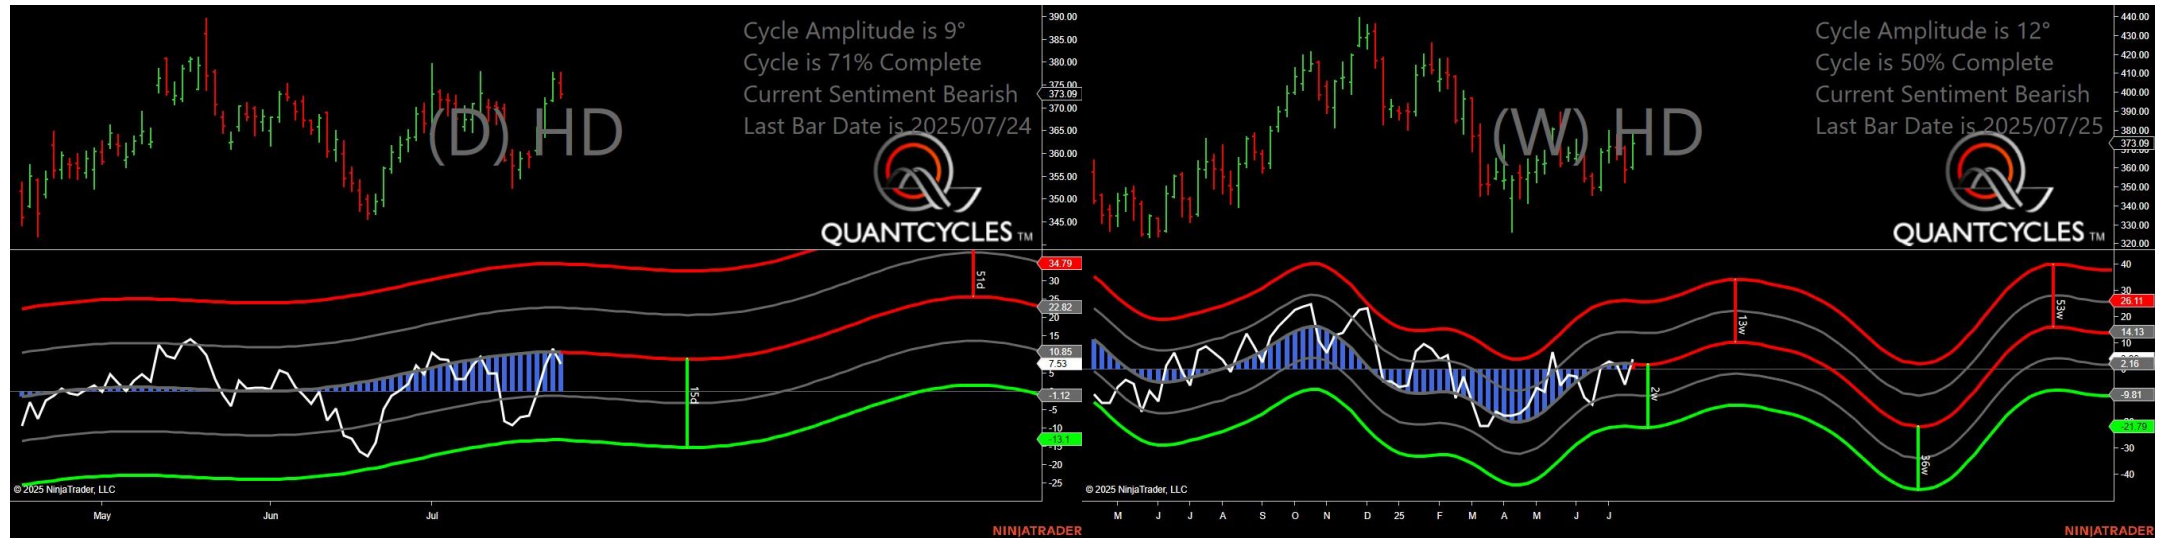 Cycle Amplitude is 9°
Cycle is 71% Complete
Current Sentiment Bearish
Last Bar Date is 2025/07/24
(D) HD
QUANTCYCLES TM
390.00
385.00
380.00
375.00
373.09
370.00
365.00
360.00
355.00
350.00
345.00
34.79
30
25
22.82
20
15
10.85
7.53
5
-1.12
-5
-10
-13.1
-15
-20
-25
51d
15d
© 2025 NinjaTrader, LLC
May
Jun
Jul
NINJATRADER
Cycle Amplitude is 12°
Cycle is 50% Complete
Current Sentiment Bearish
Last Bar Date is 2025/07/25
(W) HD
QUANTCYCLES TM
440.00
430.00
420.00
410.00
400.00
390.00
380.00
373.09
370.00
360.00
350.00
340.00
330.00
320.00
40
30
26.11
20
14.13
10
2.16
-9.81
-21.79
-30
-40
13w
53w
2w
36w
© 2025 NinjaTrader, LLC
M J J A S O N D 25 F M A M J J
NINJATRADER